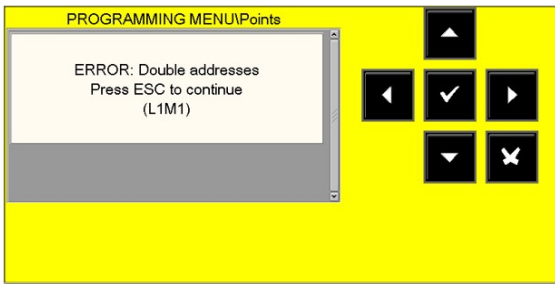 PROGRAMMING MENU\Points
ERROR: Double addresses
Press ESC to continue
(L1M1)